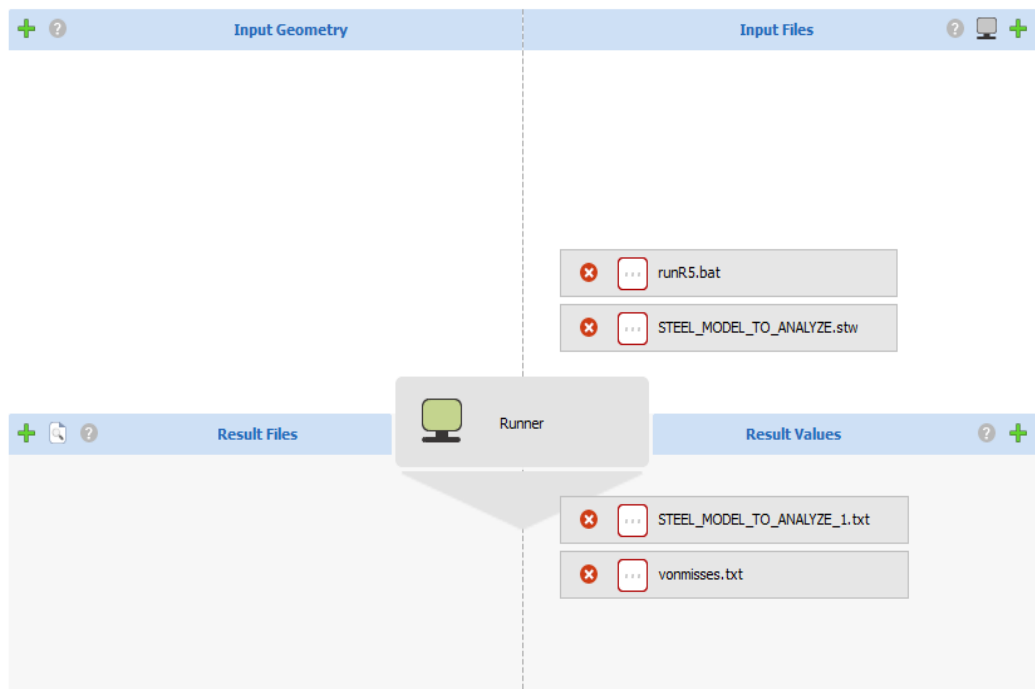 Input Geometry
Input Files
runR5.bat
STEEL_MODEL_TO_ANALYZE.stw
Runner
Result Files
Result Values
STEEL_MODEL_TO_ANALYZE_1.txt
vonmisses.txt